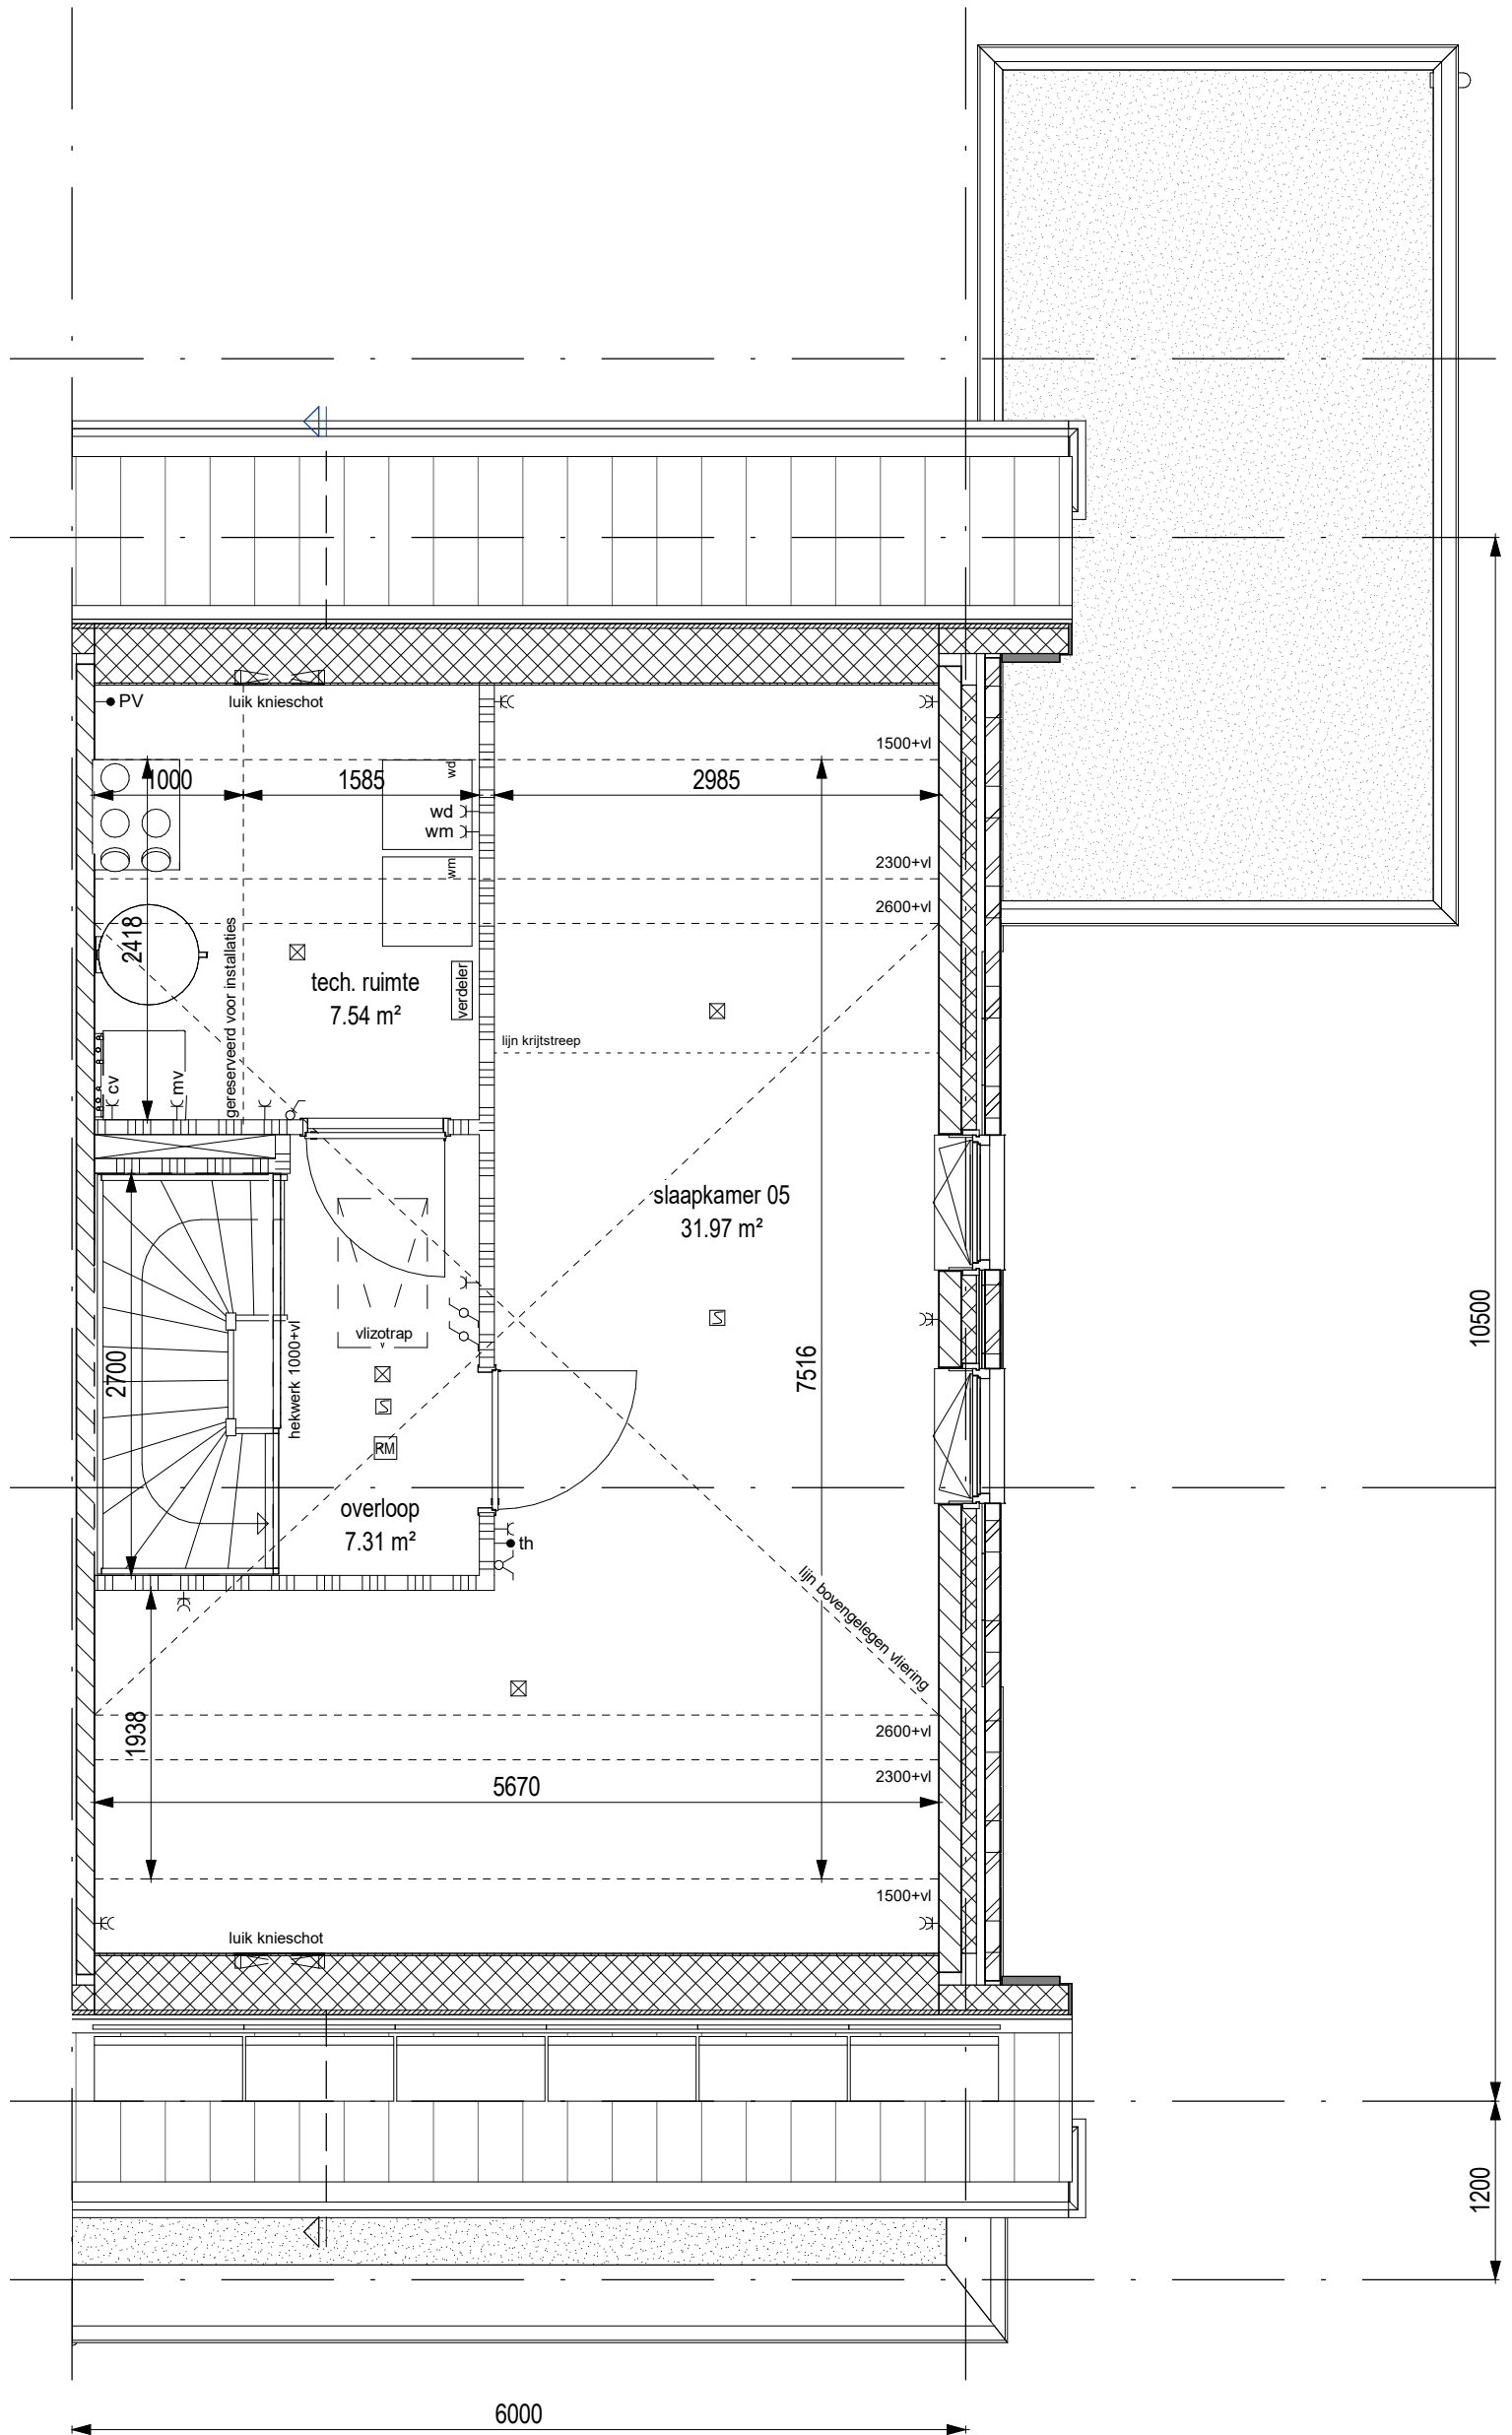 PV
luik knieschot
1500+vl
1000
1585
2985
wd
wd
wm
wm
2300+vl
2600+vl
2418
gereserveerd voor installaties
tech. ruimte
7.54 m²
verdeler
lijn krijtstreep
cv
mv
slaapkamer 05
31.97 m²
vlizotrap
hekwerk 1000+vl
2700
7516
10500
RM
overloop
7.31 m²
th
lijn bovengelegen vliering
1938
2600+vl
2300+vl
5670
1500+vl
luik knieschot
1200
6000